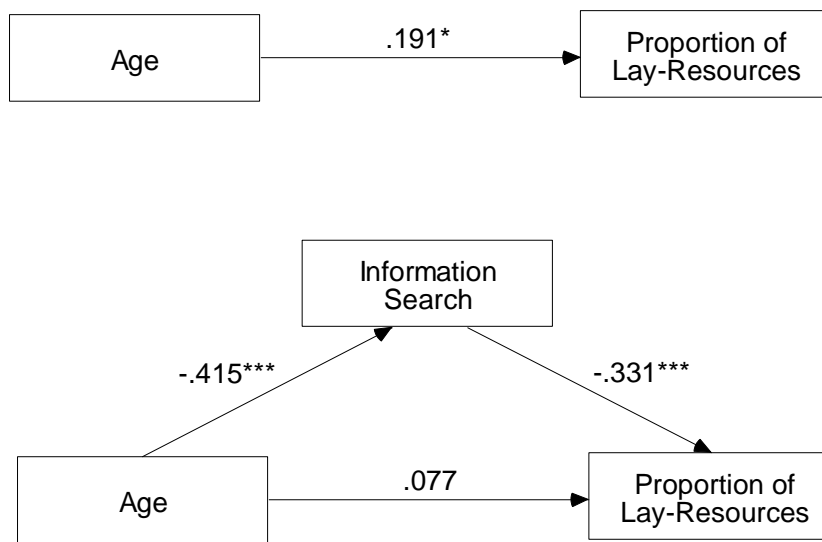 .191*
Age
Proportion of
Lay-Resources
Information
Search
-.415***
-.331***
Age
.077
Proportion of
Lay-Resources